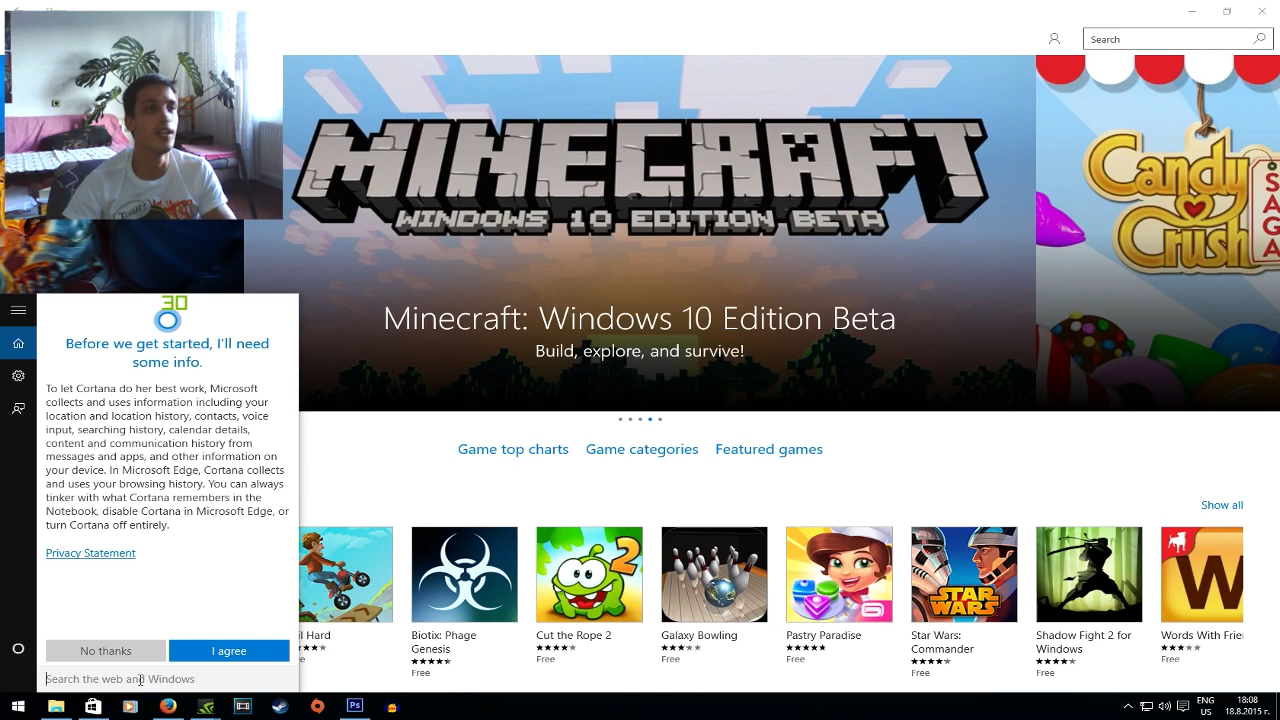 Search
MINECRAFT
WINDOWS 10 EDITION BETA
Minecraft: Windows 10 Edition Beta
Build, explore, and survive!
Candy
Crush
SAGA
30
Before we get started, I'll need
some info.
To let Cortana do her best work, Microsoft
collects and uses information including your
location and location history, contacts, voice
input, searching history, calendar details,
content and communication history from
messages and apps, and other information on
your device. In Microsoft Edge, Cortana collects
and uses your browsing history. You can always
tinker with what Cortana remembers in the
Notebook, disable Cortana in Microsoft Edge, or
turn Cortana off entirely.
Privacy Statement
No thanks
I agree
Search the web and Windows
Game top charts
Game categories
Featured games
Show all
Hard
Biotix: Phage
Genesis
Free
Cut the Rope 2
Free
Galaxy Bowling
Free
Pastry Paradise
Free
STAR
WARS
Star Wars:
Commander
Free
Shadow Fight 2 for
Windows
Free
W
Words With Frie
Free
Ps
ENG
US
18:08
18.8.2015 г.